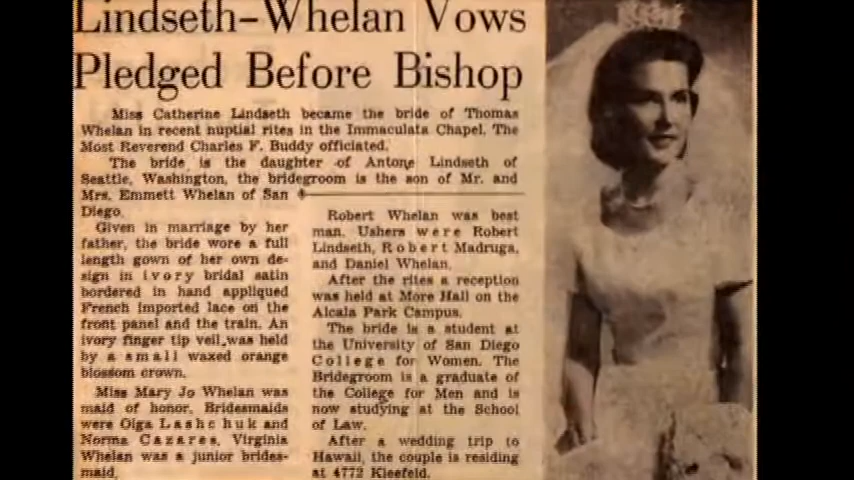 Lindseth-Whelan Vows
Pledged Before Bishop
Miss Catherine Lindseth became the bride of Thomas
Whelan in recent nuptial rites in the Immaculata Chapel. The
Most Reverend Charles F. Buddy officiated.
The bride is the daughter of Antone Lindseth of
Seattle, Washington, the bridegroom is the son of Mr. and
Mrs. Emmett Whelan of San
Diego.
Given in marriage by her
father, the bride wore a full
length gown of her own de-
sign in ivory bridal satin
bordered in hand appliqued
French imported lace on the
front panel and the train. An
ivory finger tip veil was held
by a small waxed orange
blossom crown.
Miss Mary Jo Whelan was
maid of honor. Bridesmaids
were Olga Lashchuk and
Norma Cazares. Virginia
Whelan was a junior brides-
maid.
Robert Whelan was best
man. Ushers were Robert
Lindseth, Robert Madruga,
and Daniel Whelan.
After the rites a reception
was held at More Hall on the
Alcala Park Campus.
The bride is a student at
the University of San Diego
College for Women. The
Bridegroom is a graduate of
the College for Men and is
now studying at the School
of Law.
After a wedding trip to
Hawaii, the couple is residing
at 4772 Kleefeld.